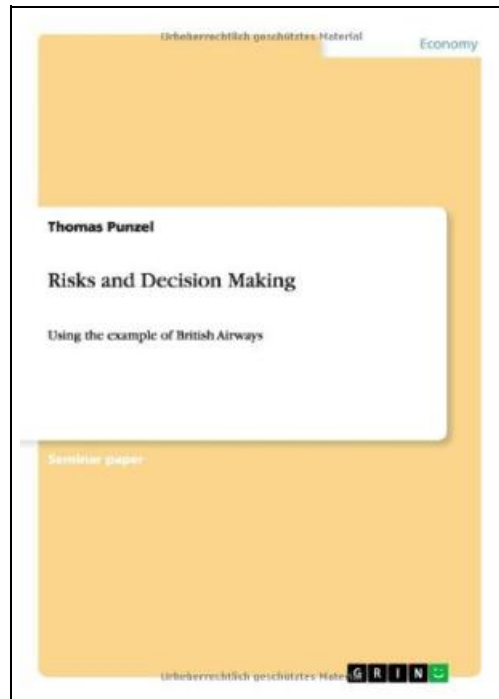 Urheberrechtlich geschütztes Material
Economy
Thomas Punzel
Risks and Decision Making
Using the example of British Airways
Seminar paper
Urheberrechtlich geschütztes Mate
GRIN